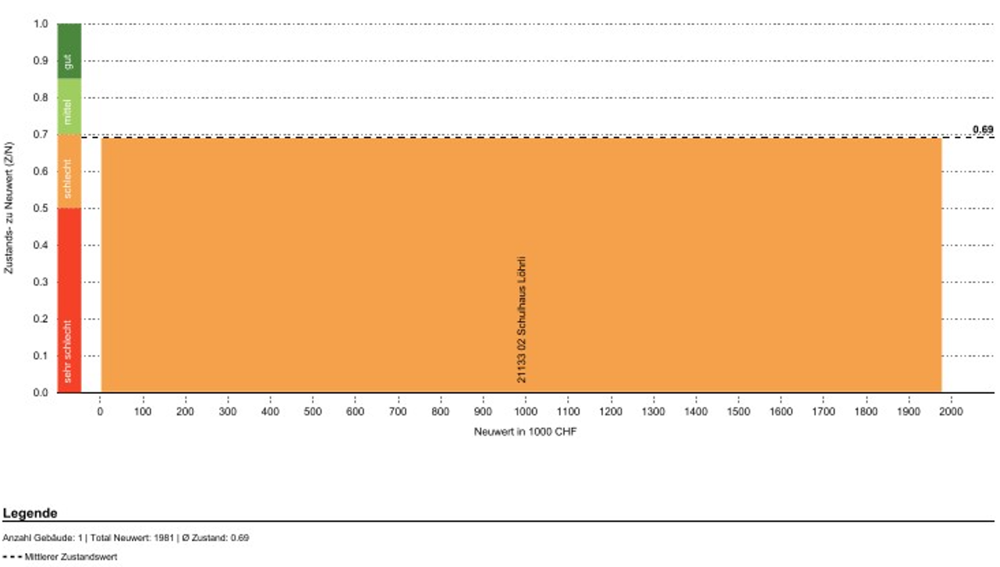 1.0
0.9
0.8
0.7
0.6
0.5
0.4
0.3
0.2
0.1
0.0
Zustands- zu Neuwert (Z/N)
gut
mittel
schlecht
sehr schlecht
0.69
21133 02 Schulhaus Löhrli
0 100 200 300 400 500 600 700 800 900 1000 1100 1200 1300 1400 1500 1600 1700 1800 1900 2000
Neuwert in 1000 CHF
Legende
Anzahl Gebäude: 1 | Total Neuwert: 1981 | Ø Zustand: 0.69
Mittlerer Zustandswert